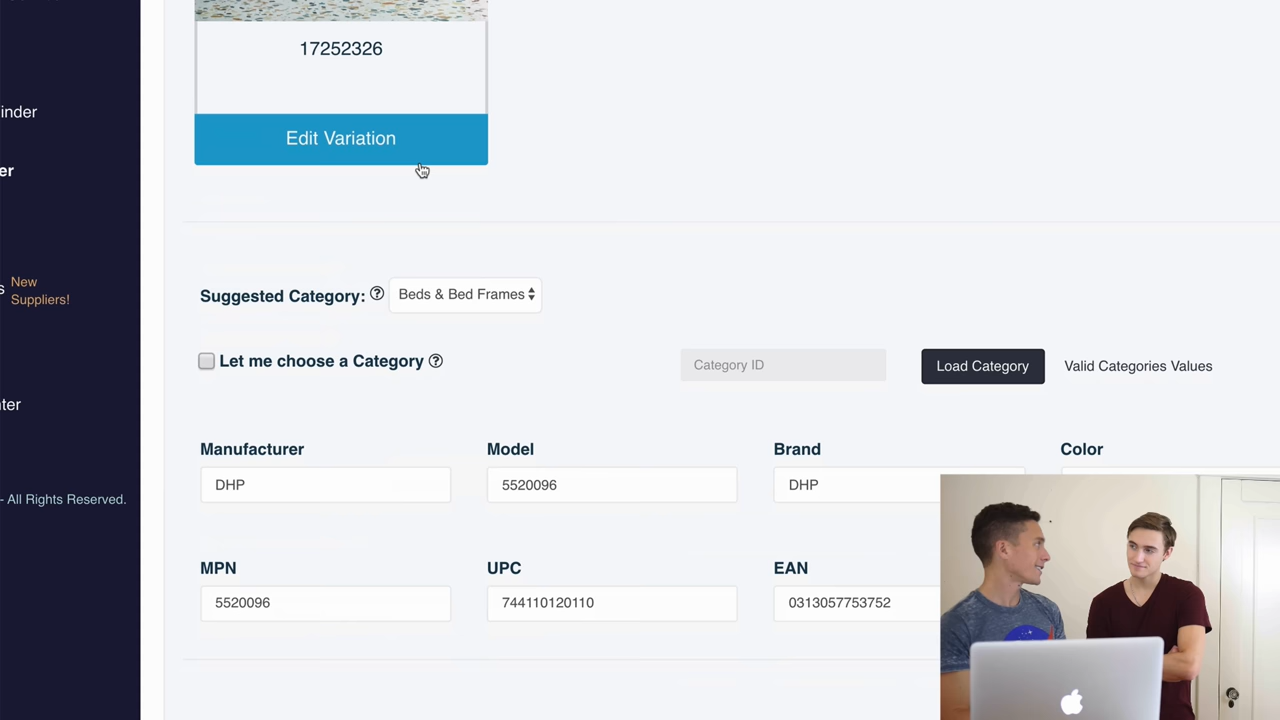 17252326
inder
Edit Variation
er
New
s
Suppliers!
Suggested Category: ?
Beds & Bed Frames
Let me choose a Category ?
Category ID
Load Category
Valid Categories Values
nter
Manufacturer
Model
Brand
Color
DHP
5520096
DHP
- All Rights Reserved.
MPN
UPC
EAN
5520096
744110120110
0313057753752